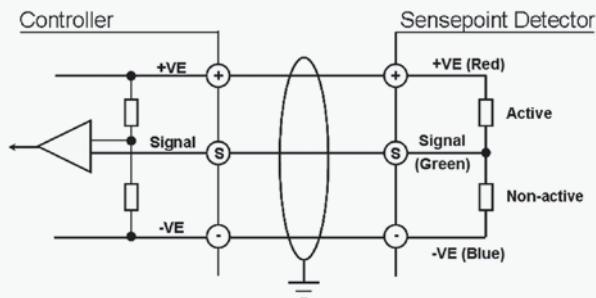 Controller
Sensepoint Detector
+VE
+
+
+VE (Red)
Active
Signal
S
S
Signal
(Green)
Non-active
-VE
-
-
-VE (Blue)